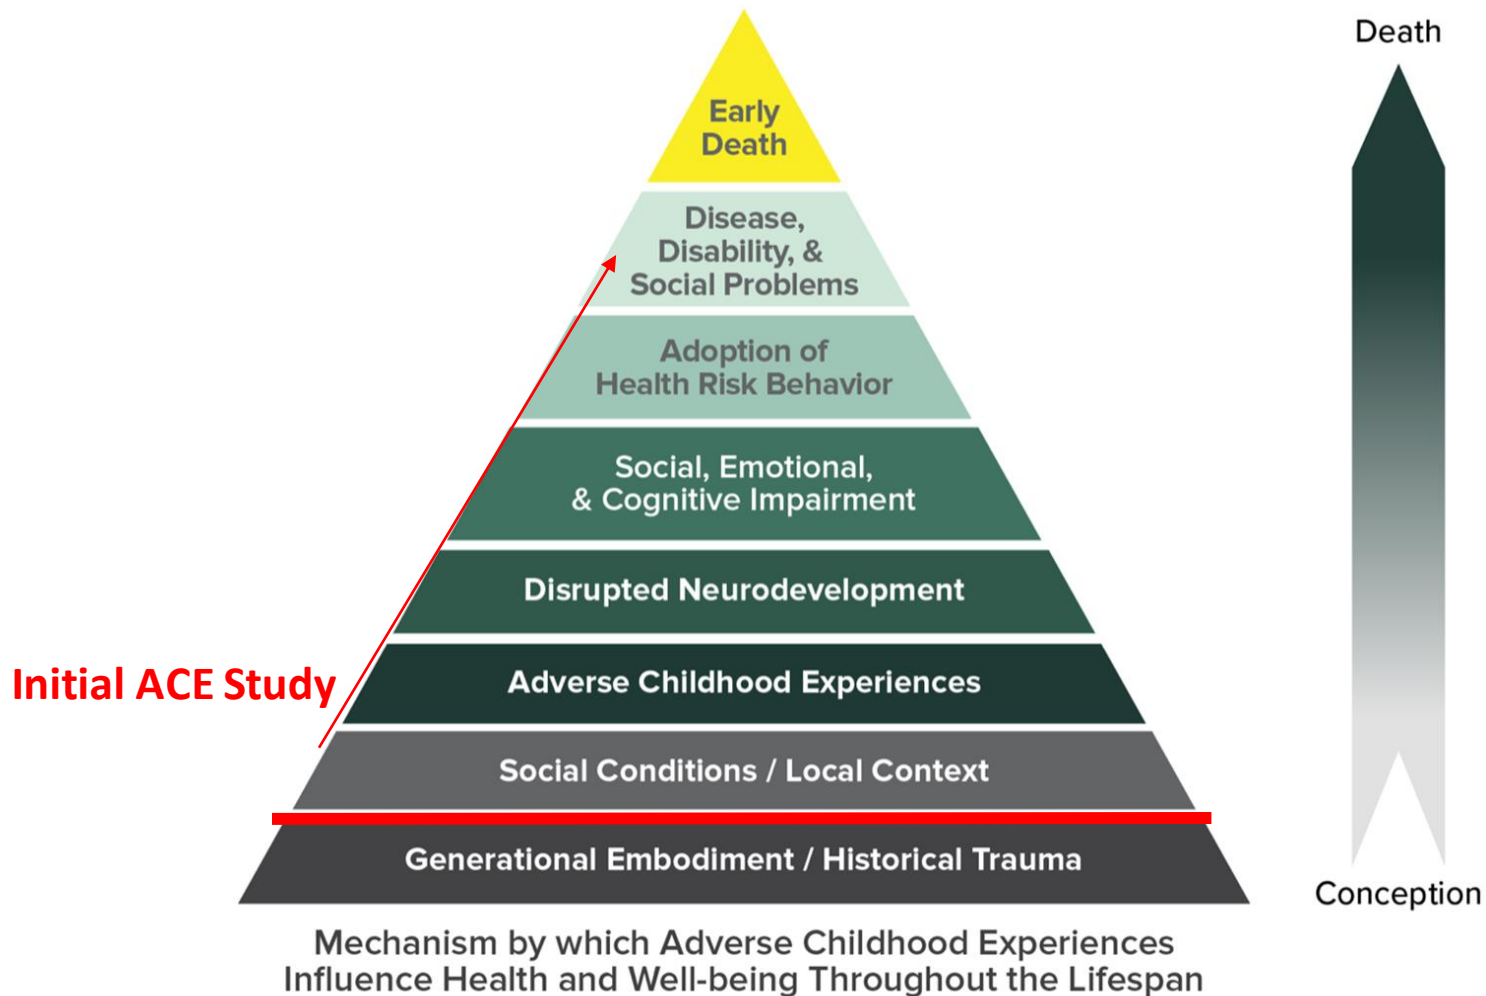 Death
Early
Death
Disease,
Disability, &
Social Problems
Adoption of
Health Risk Behavior
Social, Emotional,
& Cognitive Impairment
Disrupted Neurodevelopment
Initial ACE Study
Adverse Childhood Experiences
Social Conditions / Local Context
Generational Embodiment / Historical Trauma
Conception
Mechanism by which Adverse Childhood Experiences
Influence Health and Well-being Throughout the Lifespan